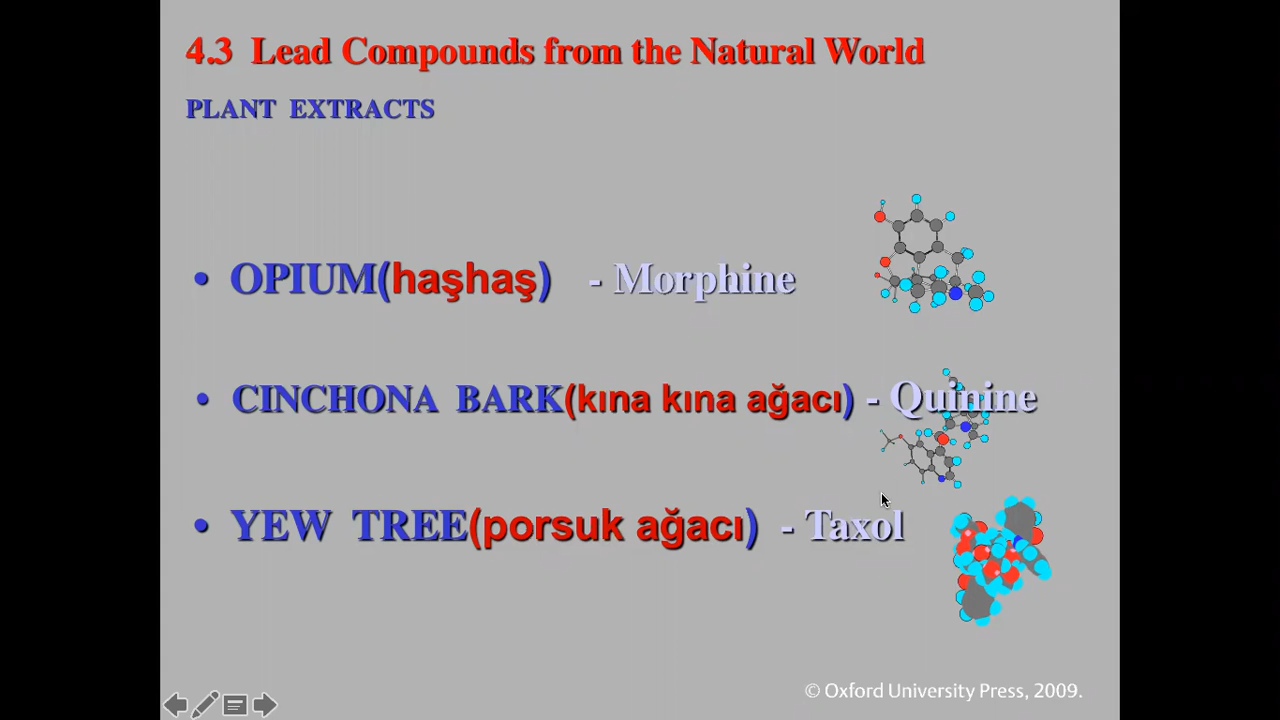 4.3 Lead Compounds from the Natural World
PLANT EXTRACTS
• OPIUM(haşhaş) - Morphine
• CINCHONA BARK(kına kına ağacı) - Quinine
• YEW TREE(porsuk ağacı) - Taxol
© Oxford University Press, 2009.